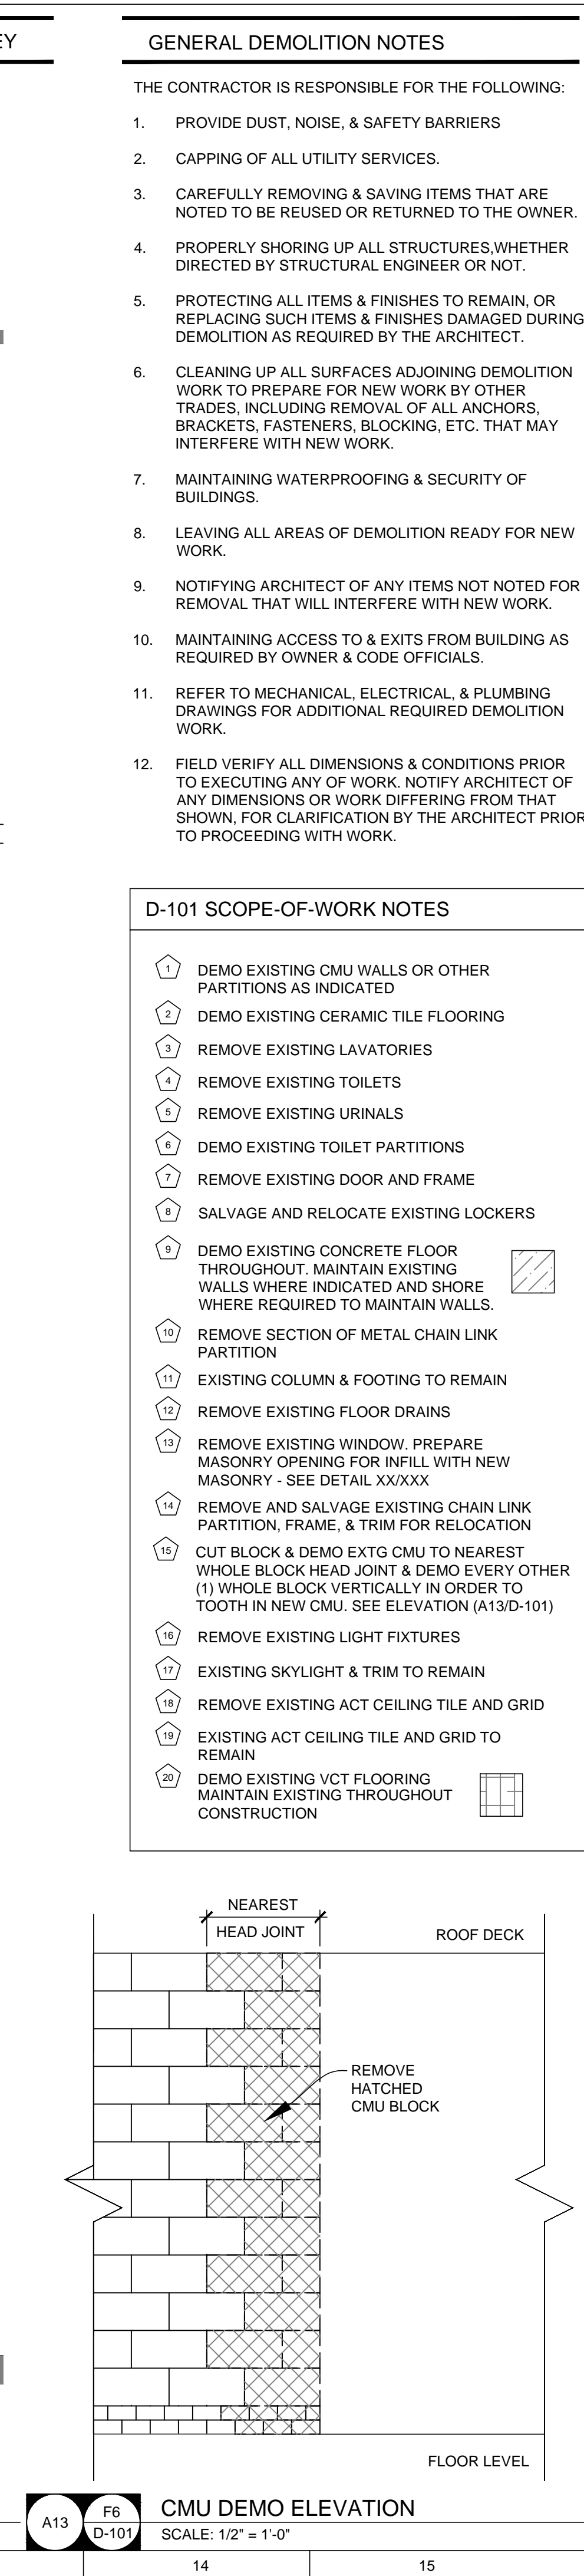 EY
GENERAL DEMOLITION NOTES
THE CONTRACTOR IS RESPONSIBLE FOR THE FOLLOWING:
1. PROVIDE DUST, NOISE, & SAFETY BARRIERS
2. CAPPING OF ALL UTILITY SERVICES.
3. CAREFULLY REMOVING & SAVING ITEMS THAT ARE
NOTED TO BE REUSED OR RETURNED TO THE OWNER.
4. PROPERLY SHORING UP ALL STRUCTURES,WHETHER
DIRECTED BY STRUCTURAL ENGINEER OR NOT.
5. PROTECTING ALL ITEMS & FINISHES TO REMAIN, OR
REPLACING SUCH ITEMS & FINISHES DAMAGED DURING
DEMOLITION AS REQUIRED BY THE ARCHITECT.
6. CLEANING UP ALL SURFACES ADJOINING DEMOLITION
WORK TO PREPARE FOR NEW WORK BY OTHER
TRADES, INCLUDING REMOVAL OF ALL ANCHORS,
BRACKETS, FASTENERS, BLOCKING, ETC. THAT MAY
INTERFERE WITH NEW WORK.
7. MAINTAINING WATERPROOFING & SECURITY OF
BUILDINGS.
8. LEAVING ALL AREAS OF DEMOLITION READY FOR NEW
WORK.
9. NOTIFYING ARCHITECT OF ANY ITEMS NOT NOTED FOR
REMOVAL THAT WILL INTERFERE WITH NEW WORK.
10. MAINTAINING ACCESS TO & EXITS FROM BUILDING AS
REQUIRED BY OWNER & CODE OFFICIALS.
11. REFER TO MECHANICAL, ELECTRICAL, & PLUMBING
DRAWINGS FOR ADDITIONAL REQUIRED DEMOLITION
WORK.
12. FIELD VERIFY ALL DIMENSIONS & CONDITIONS PRIOR
TO EXECUTING ANY OF WORK. NOTIFY ARCHITECT OF
ANY DIMENSIONS OR WORK DIFFERING FROM THAT
SHOWN, FOR CLARIFICATION BY THE ARCHITECT PRIOR
TO PROCEEDING WITH WORK.
D-101 SCOPE-OF-WORK NOTES
1 DEMO EXISTING CMU WALLS OR OTHER
PARTITIONS AS INDICATED
2 DEMO EXISTING CERAMIC TILE FLOORING
3 REMOVE EXISTING LAVATORIES
4 REMOVE EXISTING TOILETS
5 REMOVE EXISTING URINALS
6 DEMO EXISTING TOILET PARTITIONS
7 REMOVE EXISTING DOOR AND FRAME
8 SALVAGE AND RELOCATE EXISTING LOCKERS
9 DEMO EXISTING CONCRETE FLOOR
THROUGHOUT. MAINTAIN EXISTING
WALLS WHERE INDICATED AND SHORE
WHERE REQUIRED TO MAINTAIN WALLS.
10 REMOVE SECTION OF METAL CHAIN LINK
PARTITION
11 EXISTING COLUMN & FOOTING TO REMAIN
12 REMOVE EXISTING FLOOR DRAINS
13 REMOVE EXISTING WINDOW. PREPARE
MASONRY OPENING FOR INFILL WITH NEW
MASONRY - SEE DETAIL XX/XXX
14 REMOVE AND SALVAGE EXISTING CHAIN LINK
PARTITION, FRAME, & TRIM FOR RELOCATION
15 CUT BLOCK & DEMO EXTG CMU TO NEAREST
WHOLE BLOCK HEAD JOINT & DEMO EVERY OTHER
(1) WHOLE BLOCK VERTICALLY IN ORDER TO
TOOTH IN NEW CMU. SEE ELEVATION (A13/D-101)
16 REMOVE EXISTING LIGHT FIXTURES
17 EXISTING SKYLIGHT & TRIM TO REMAIN
18 REMOVE EXISTING ACT CEILING TILE AND GRID
19 EXISTING ACT CEILING TILE AND GRID TO
REMAIN
20 DEMO EXISTING VCT FLOORING
MAINTAIN EXISTING THROUGHOUT
CONSTRUCTION
NEAREST
HEAD JOINT
ROOF DECK
REMOVE
HATCHED
CMU BLOCK
FLOOR LEVEL
A13
F6
D-101
CMU DEMO ELEVATION
SCALE: 1/2" = 1'-0"
14
15